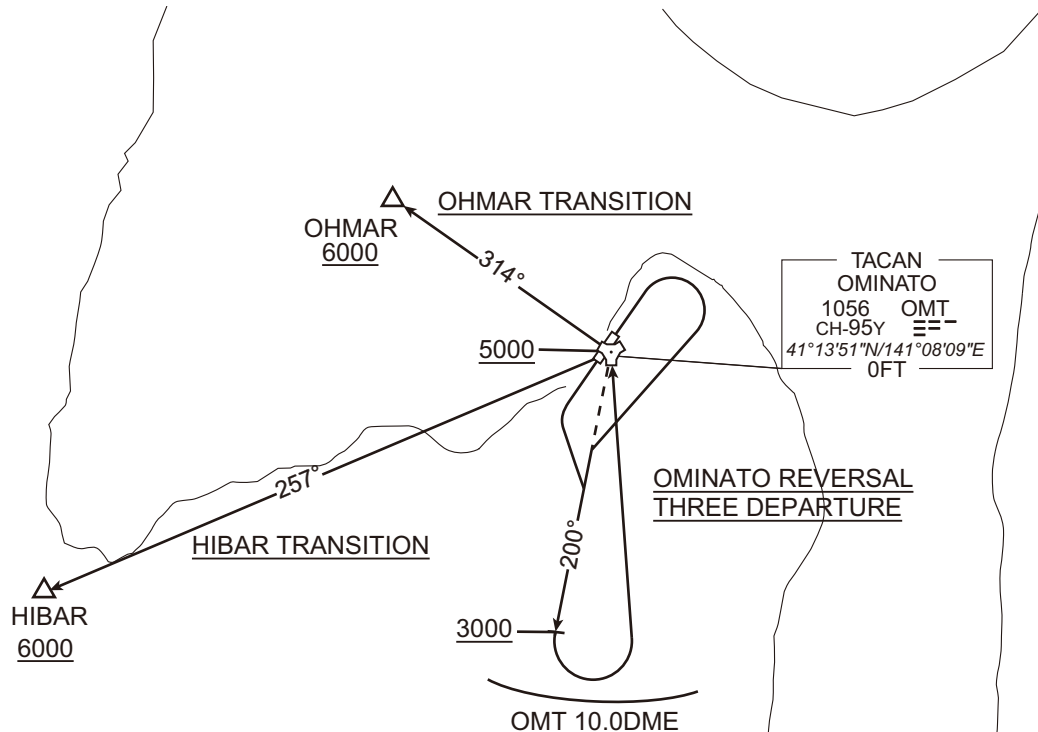 OHMAR TRANSITION
OHMAR
6000
314°
TACAN
OMINATO
1056 OMT
CH-95Y
41°13'51"N/141°08'09"E
0FT
5000
257°
OMINATO REVERSAL
THREE DEPARTURE
HIBAR TRANSITION
200°
HIBAR
6000
3000
OMT 10.0DME